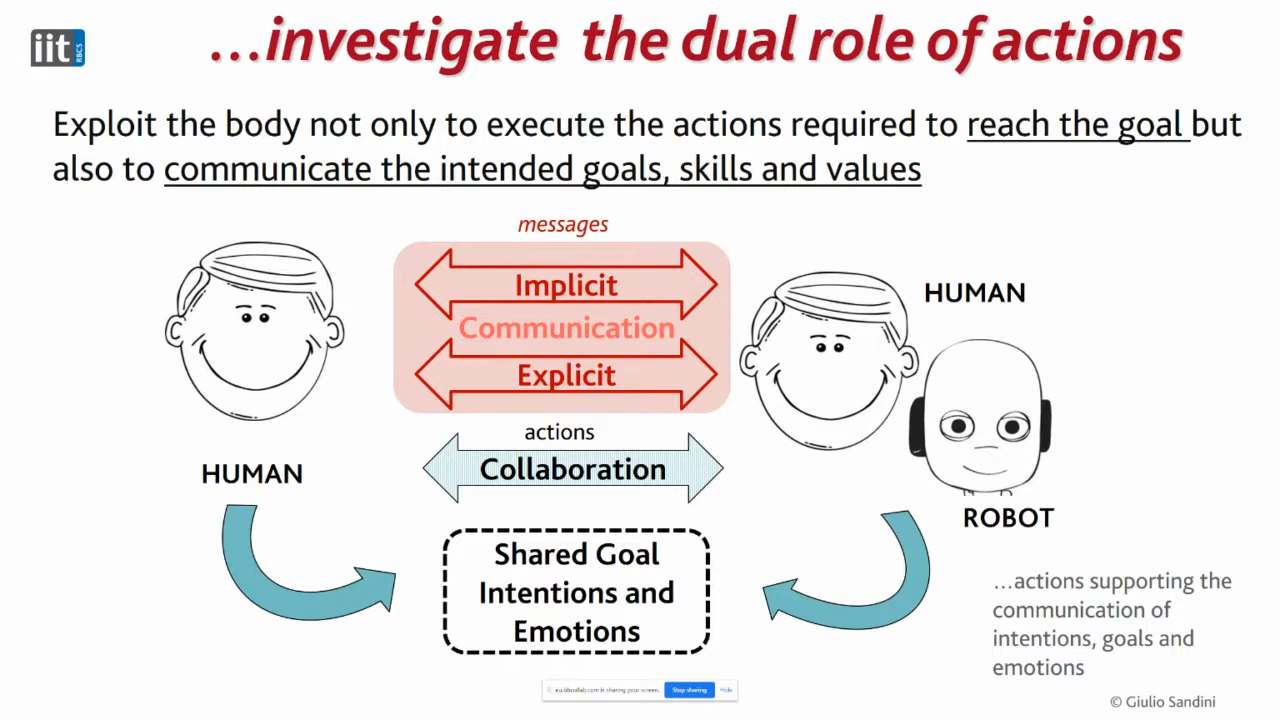 iit
RBCS
...investigate the dual role of actions
Exploit the body not only to execute the actions required to reach the goal but
also to communicate the intended goals, skills and values
messages
Implicit
Communication
Explicit
actions
Collaboration
HUMAN
HUMAN
ROBOT
Shared Goal
Intentions and
Emotions
...actions supporting the
communication of
intentions, goals and
emotions
is sharing your screen.
Stop sharing
Hide
© Giulio Sandini